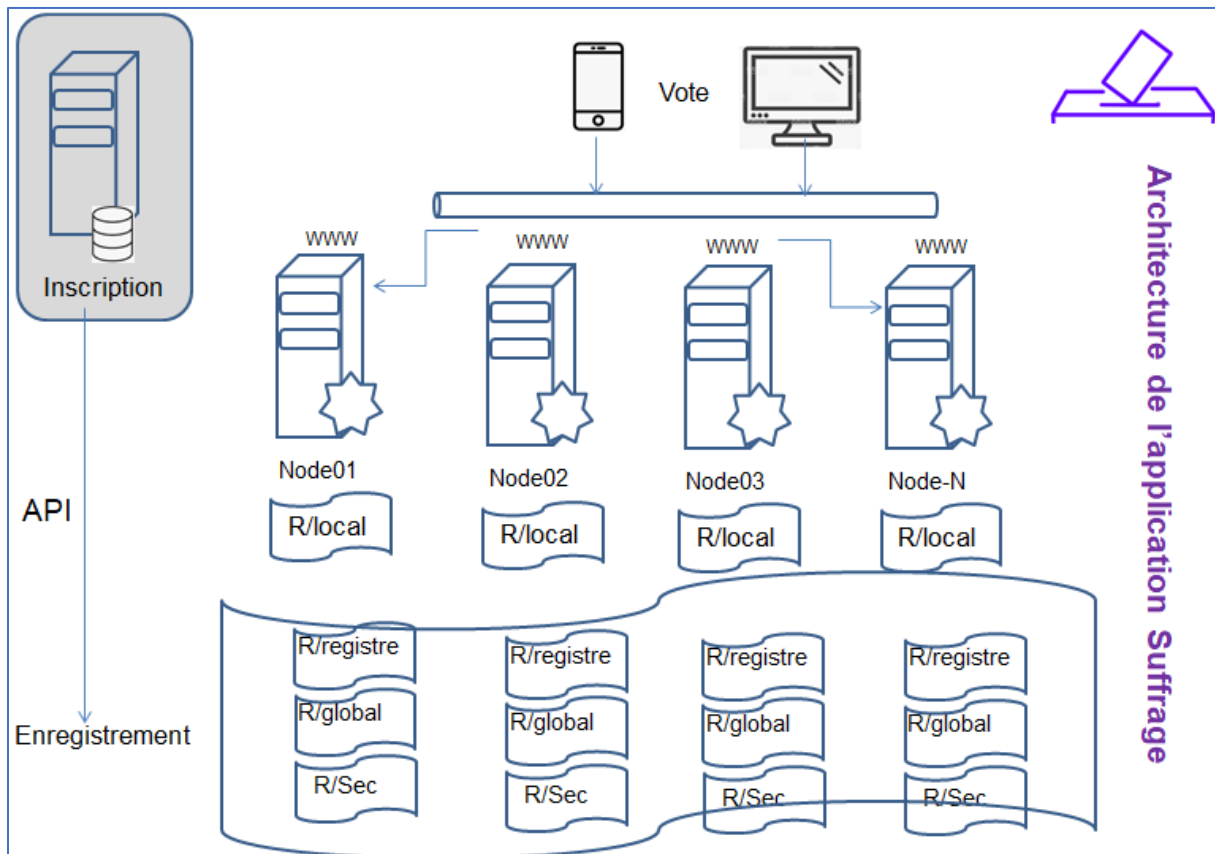 Vote
Inscription
www
www
www
www
Node01
Node02
Node03
Node-N
API
R/local
R/local
R/local
R/local
R/registre
R/registre
R/registre
R/registre
R/global
R/global
R/global
R/global
Enregistrement
R/Sec
R/Sec
R/Sec
R/Sec
Architecture de l'application Suffrage